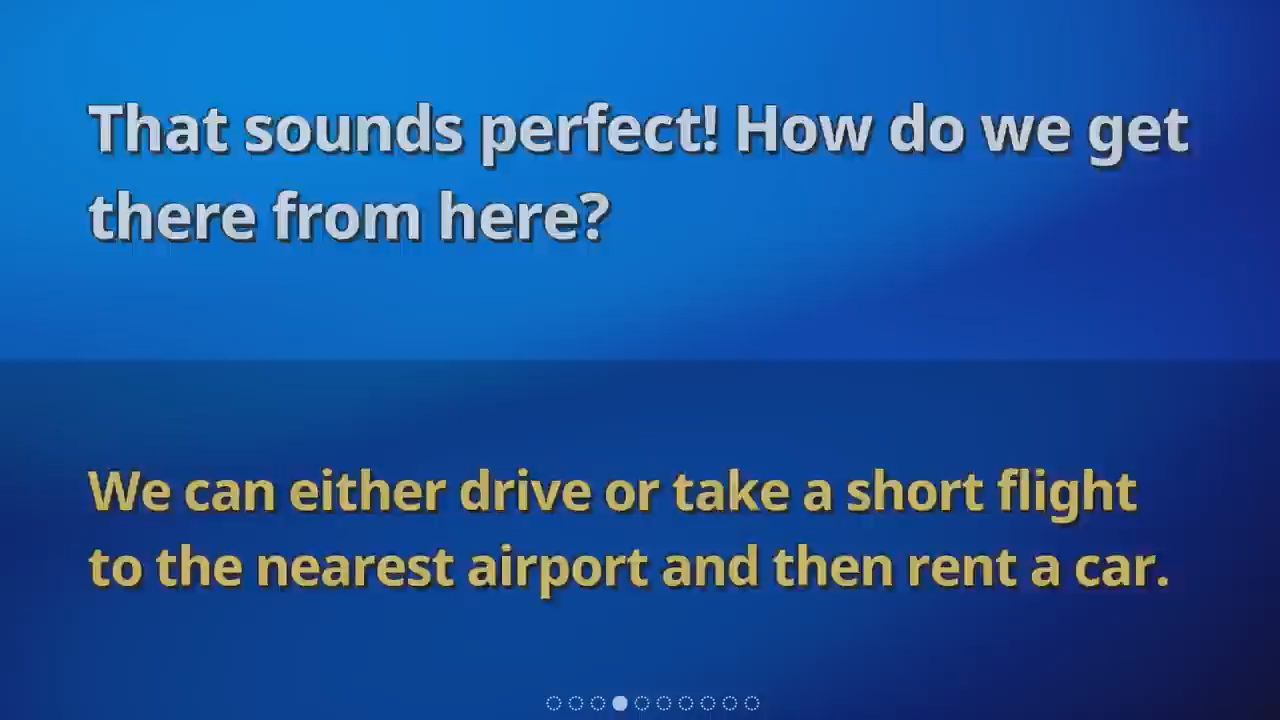 That sounds perfect! How do we get
there from here?
We can either drive or take a short flight
to the nearest airport and then rent a car.